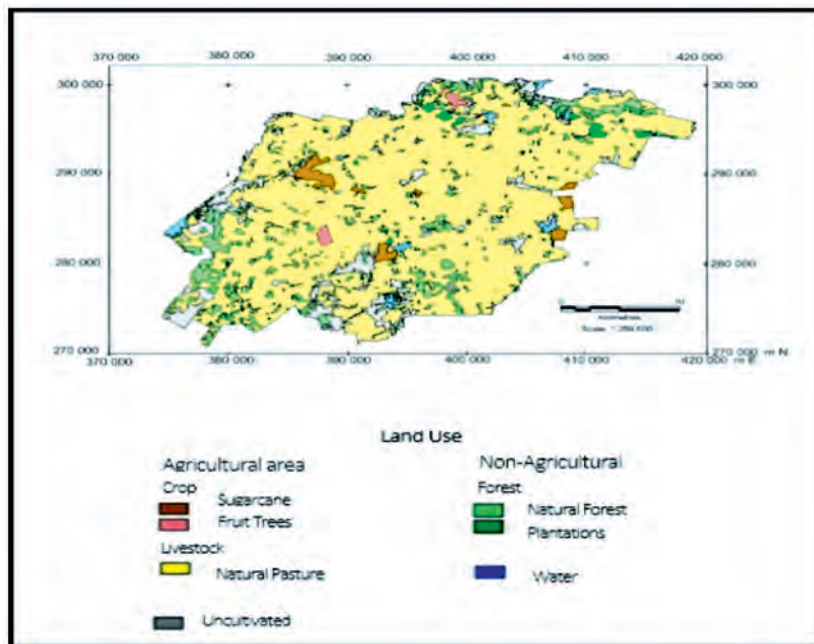 370 000 380 000 390 000 400 000 410 000 420 000
300 000 300 000
290 000 290 000
280 000 280 000
270 000 270 000 m N
370 000 380 000 390 000 400 000 410 000 420 000 m E
0 10
Kilometres
Land Use
Agricultural area
Crop
Sugarcane
Fruit Trees
Livestock
Natural Pasture
Uncultivated
Non-Agricultural
Forest
Natural Forest
Plantations
Water